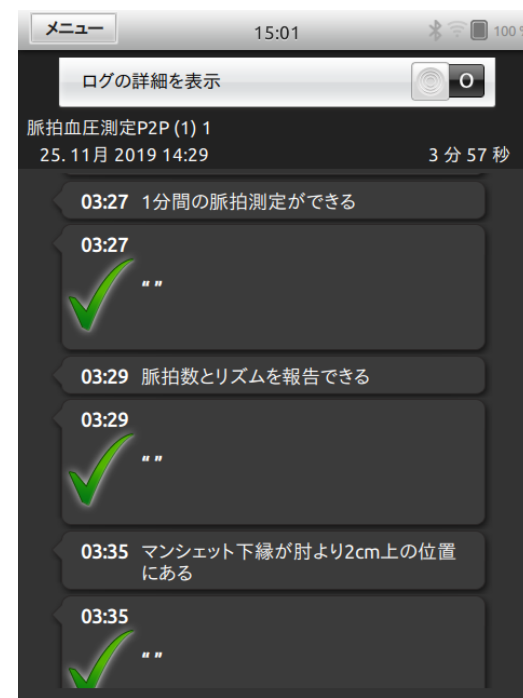 メニュー 15:01 100 %
ログの詳細を表示 O
脈拍血圧測定P2P (1) 1
25. 11月 2019 14:29 3 分 57 秒
03:27 1分間の脈拍測定ができる
03:27
“ ”
03:29 脈拍数とリズムを報告できる
03:29
“ ”
03:35 マンシェット下縁が肘より2cm上の位置
にある
03:35
“ ”